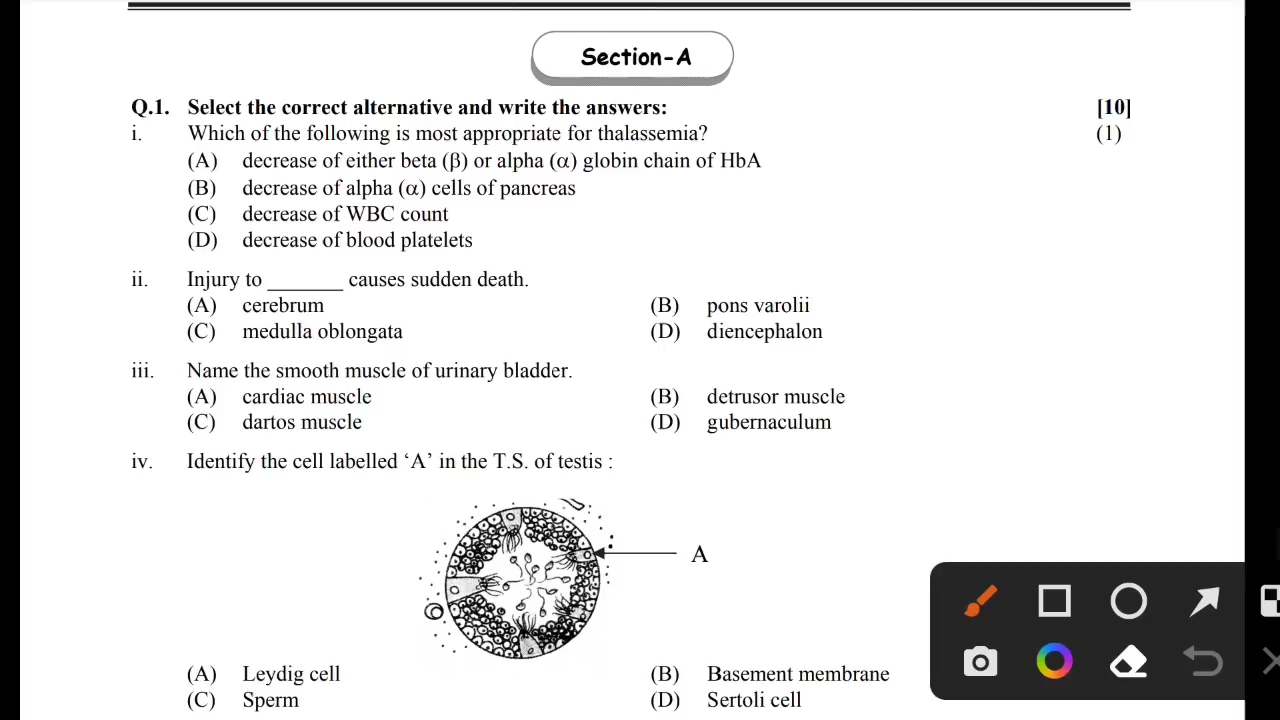 Section-A
Q.1. Select the correct alternative and write the answers: [10]
i. Which of the following is most appropriate for thalassemia? (1)
(A) decrease of either beta (β) or alpha (α) globin chain of HbA
(B) decrease of alpha (α) cells of pancreas
(C) decrease of WBC count
(D) decrease of blood platelets
ii. Injury to _______ causes sudden death.
(A) cerebrum (B) pons varolii
(C) medulla oblongata (D) diencephalon
iii. Name the smooth muscle of urinary bladder.
(A) cardiac muscle (B) detrusor muscle
(C) dartos muscle (D) gubernaculum
iv. Identify the cell labelled ‘A’ in the T.S. of testis :
A
(A) Leydig cell (B) Basement membrane
(C) Sperm (D) Sertoli cell